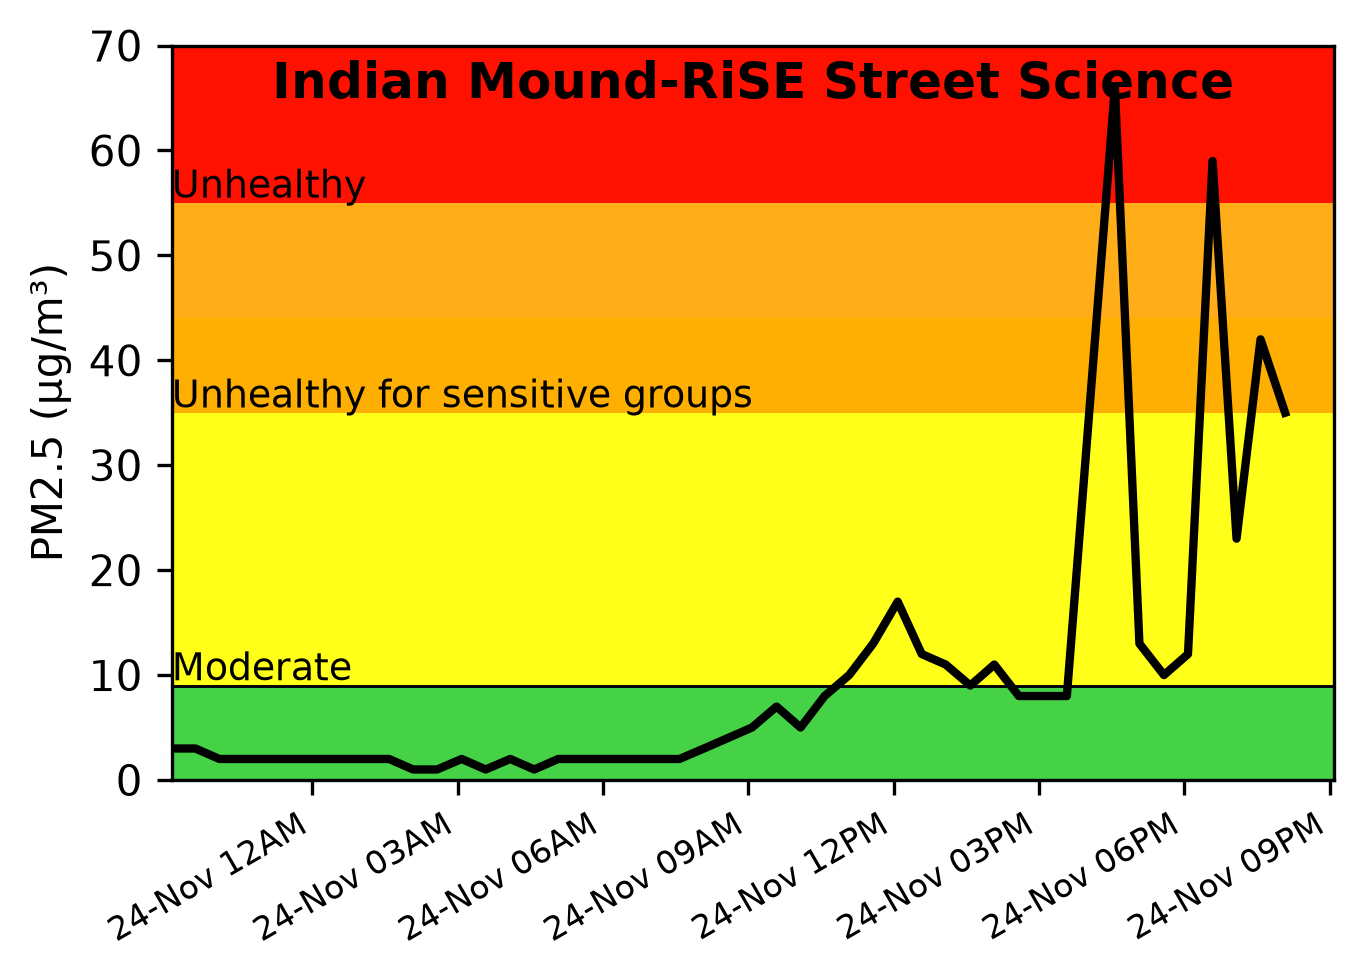 Indian Mound-RiSE Street Science
70
60
50
40
30
20
10
0
PM2.5 (µg/m³)
Unhealthy
Unhealthy for sensitive groups
Moderate
24-Nov 12AM
24-Nov 03AM
24-Nov 06AM
24-Nov 09AM
24-Nov 12PM
24-Nov 03PM
24-Nov 06PM
24-Nov 09PM